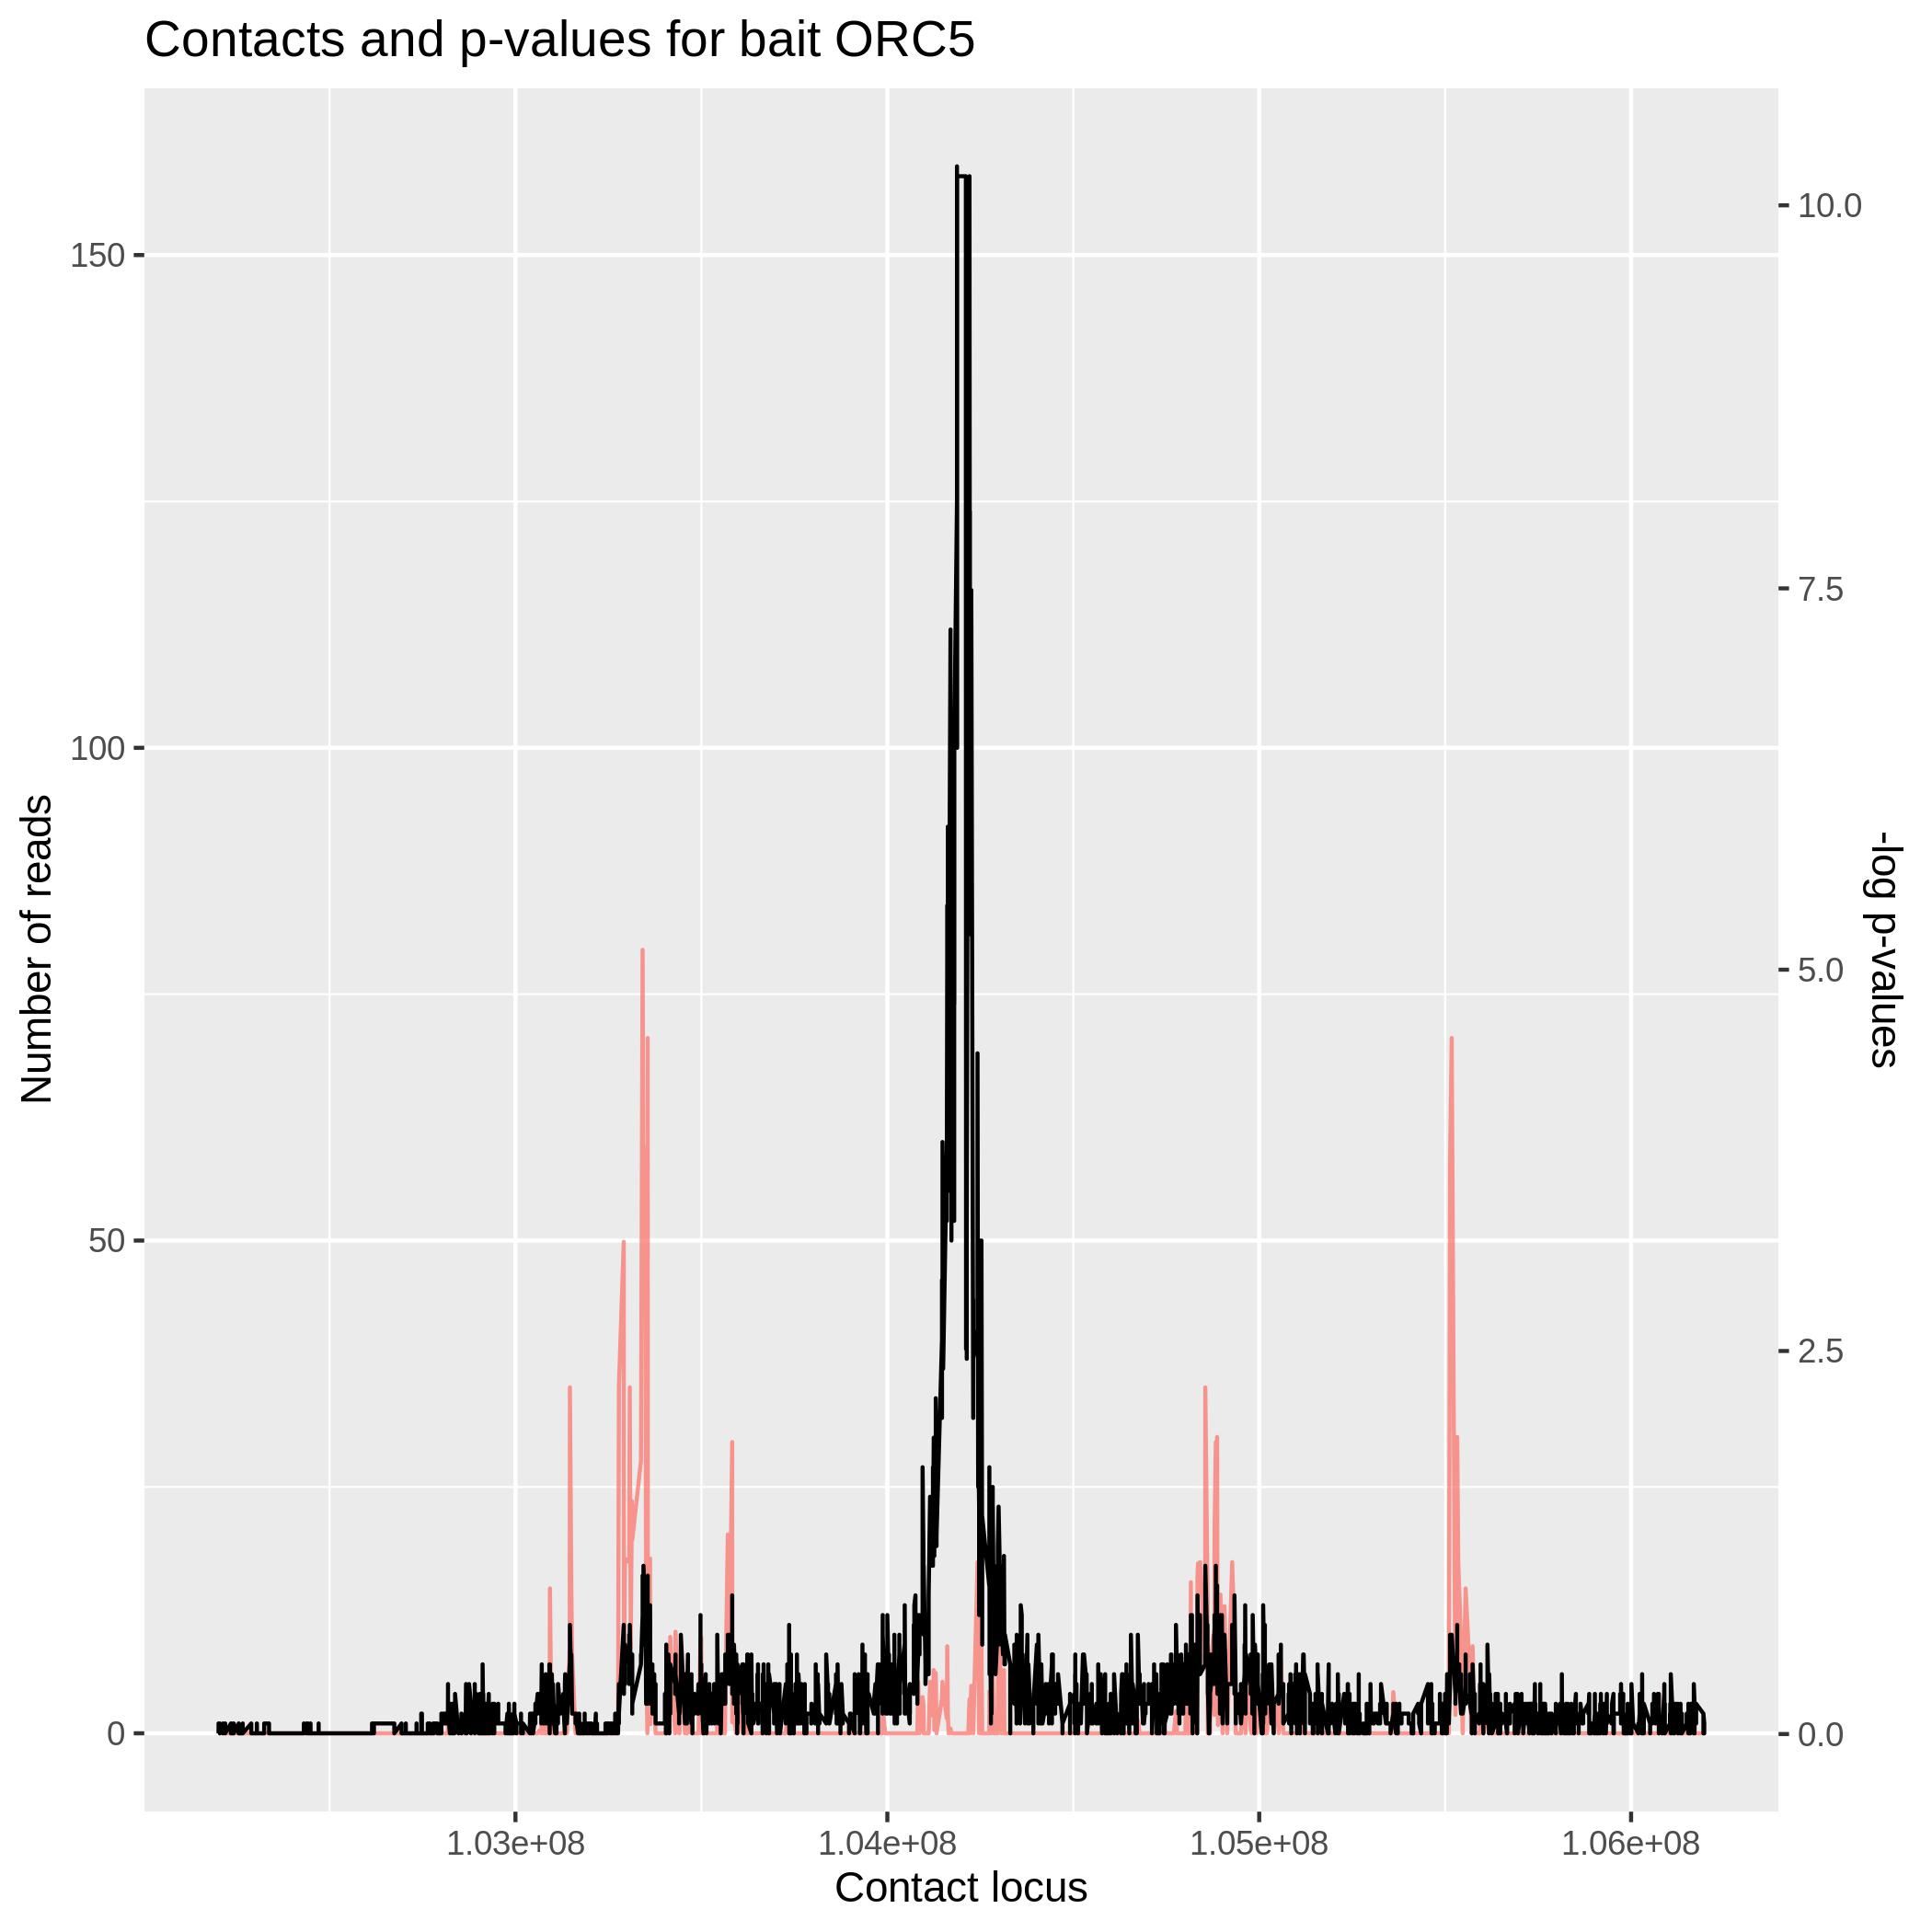 Contacts and p-values for bait ORC5
150
100
50
0
Number of reads
10.0
7.5
5.0
2.5
0.0
-log p-values
1.03e+08
1.04e+08
1.05e+08
1.06e+08
Contact locus